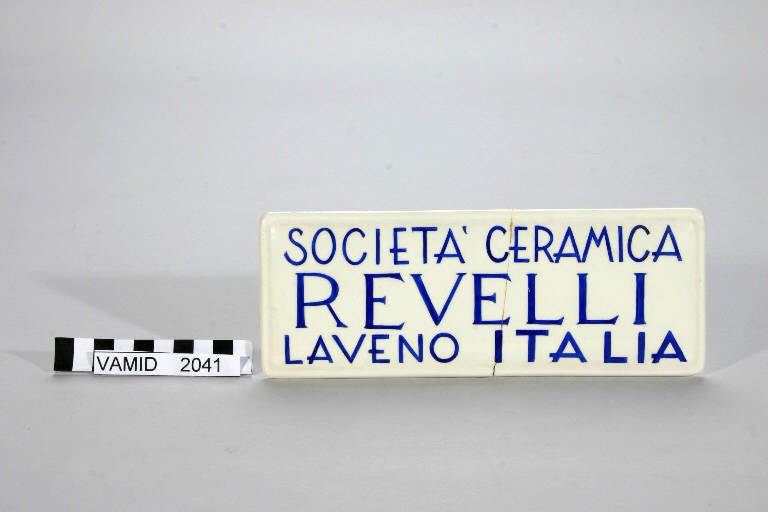 SOCIETA' CERAMICA
REVELLI
LAVENO ITALIA
VAMID 2041